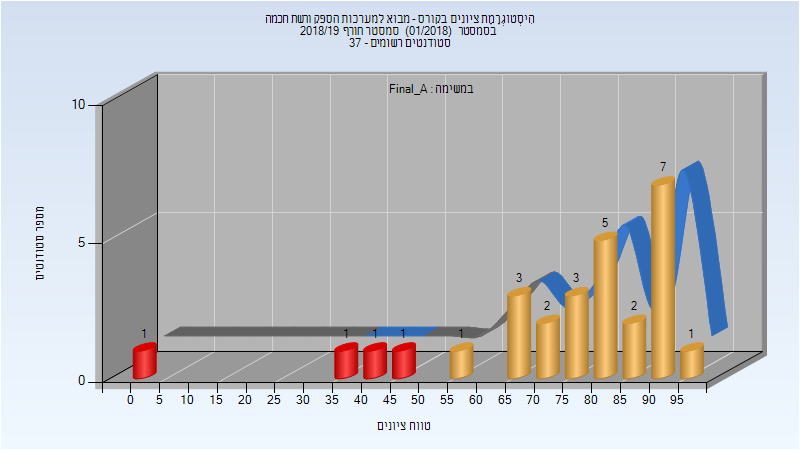 הִיסְטוֹגְרַמַּת ציונים בקורס - מבוא למערכות הספק ורשת חכמה
בסמסטר (01/2018) סמסטר חורף 2018/19
סטודנטים רשומים - 37
במשימה : Final_A
מספר סטודנטים
10
5
0
1
1
1
1
1
3
2
3
5
2
7
1
0 5 10 15 20 25 30 35 40 45 50 55 60 65 70 75 80 85 90 95
טווח ציונים